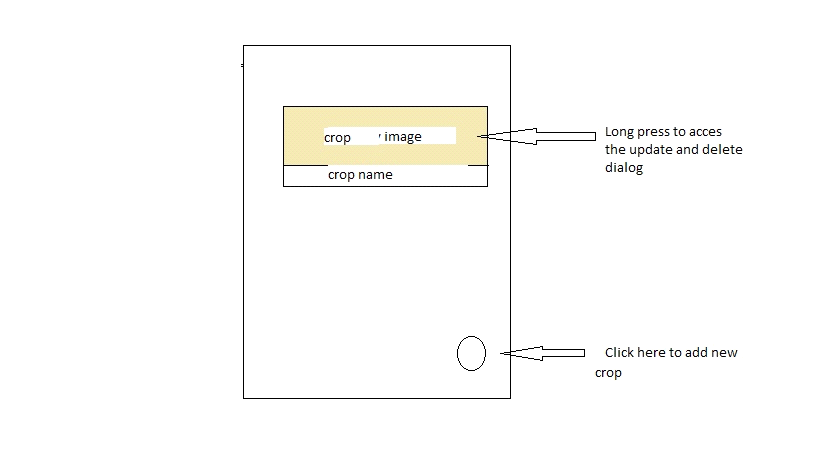 crop image
crop name
Long press to acces
the update and delete
dialog
Click here to add new
crop